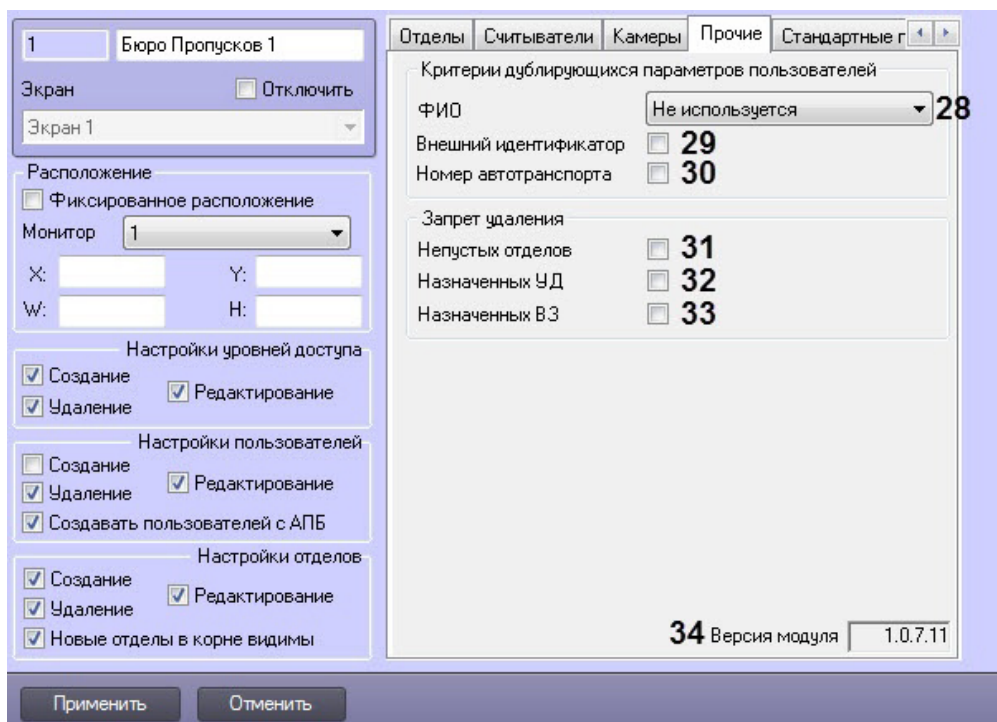 1 Бюро Пропусков 1
Экран Отключить
Экран 1
Расположение
Фиксированное расположение
Монитор 1
X: Y:
W: H:
Настройки уровней доступа
Создание
Редактирование
Удаление
Настройки пользователей
Создание
Редактирование
Удаление
Создавать пользователей с АПБ
Настройки отделов
Создание
Редактирование
Удаление
Новые отделы в корне видимы
Отделы Считыватели Камеры Прочие Стандартные г
Критерии дублирующихся параметров пользователей
ФИО Не используется 28
Внешний идентификатор 29
Номер автотранспорта 30
Запрет удаления
Непустых отделов 31
Назначенных УД 32
Назначенных ВЗ 33
34 Версия модуля 1.0.7.11
Применить Отменить